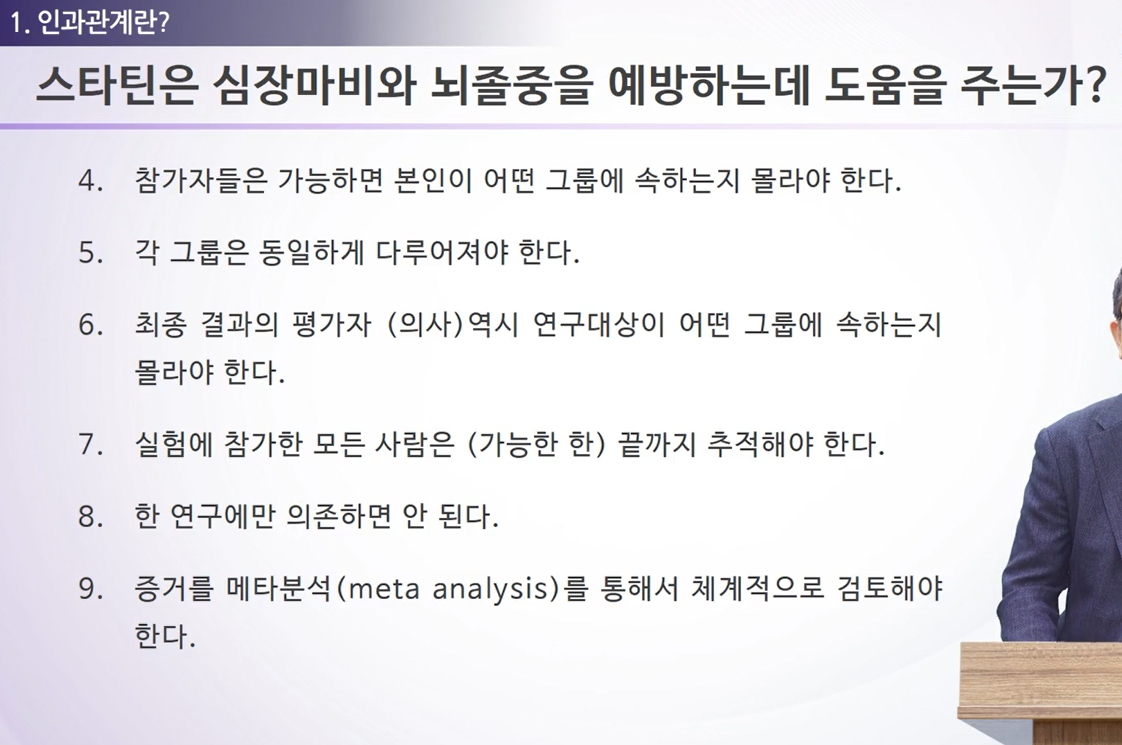 1. 인과관계란?
스타틴은 심장마비와 뇌졸중을 예방하는데 도움을 주는가?
4. 참가자들은 가능하면 본인이 어떤 그룹에 속하는지 몰라야 한다.
5. 각 그룹은 동일하게 다루어져야 한다.
6. 최종 결과의 평가자 (의사)역시 연구대상이 어떤 그룹에 속하는지
몰라야 한다.
7. 실험에 참가한 모든 사람은 (가능한 한) 끝까지 추적해야 한다.
8. 한 연구에만 의존하면 안 된다.
9. 증거를 메타분석(meta analysis)를 통해서 체계적으로 검토해야
한다.